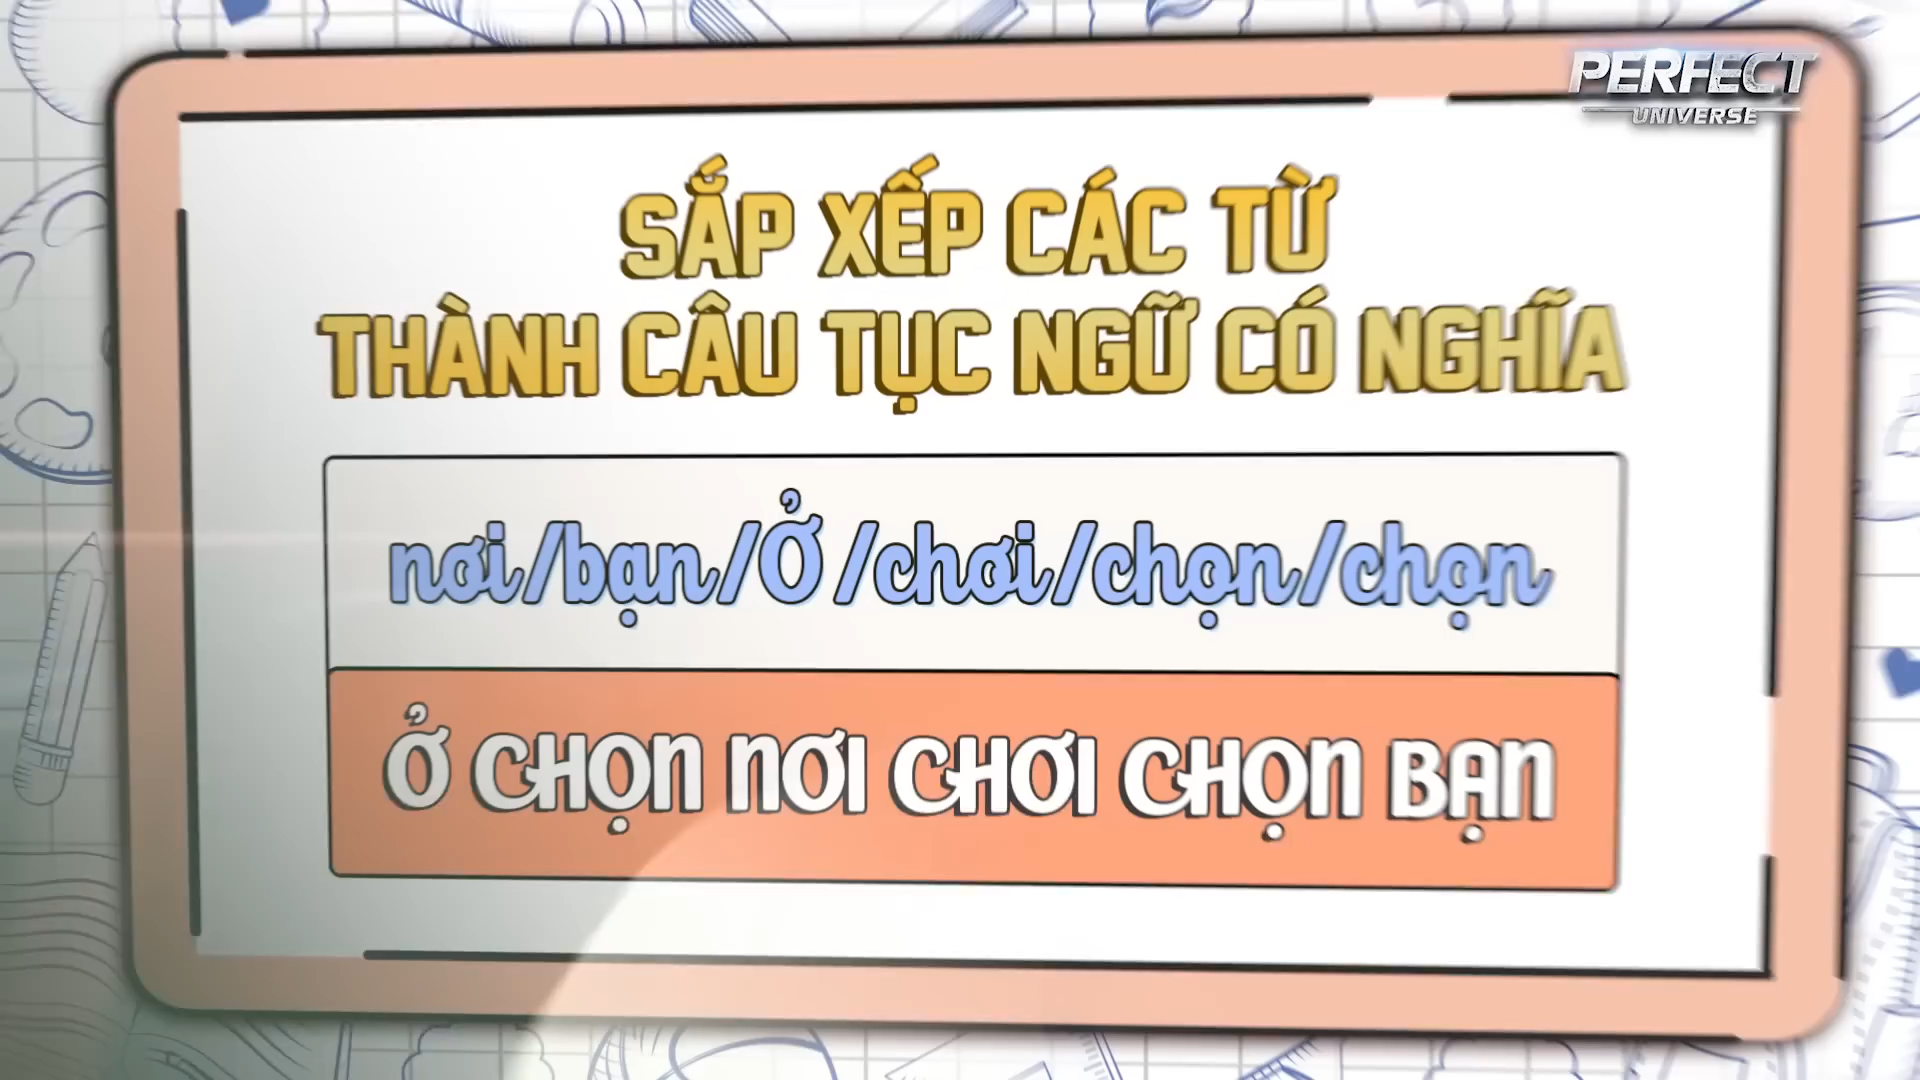 PERFECT
UNIVERSE
SẮP XẾP CÁC TỪ
THÀNH CÂU TỤC NGỮ CÓ NGHĨA
nơi/bạn/Ở/chơi/chọn/chọn
Ở CHỌN NƠI CHƠI CHỌN BẠN